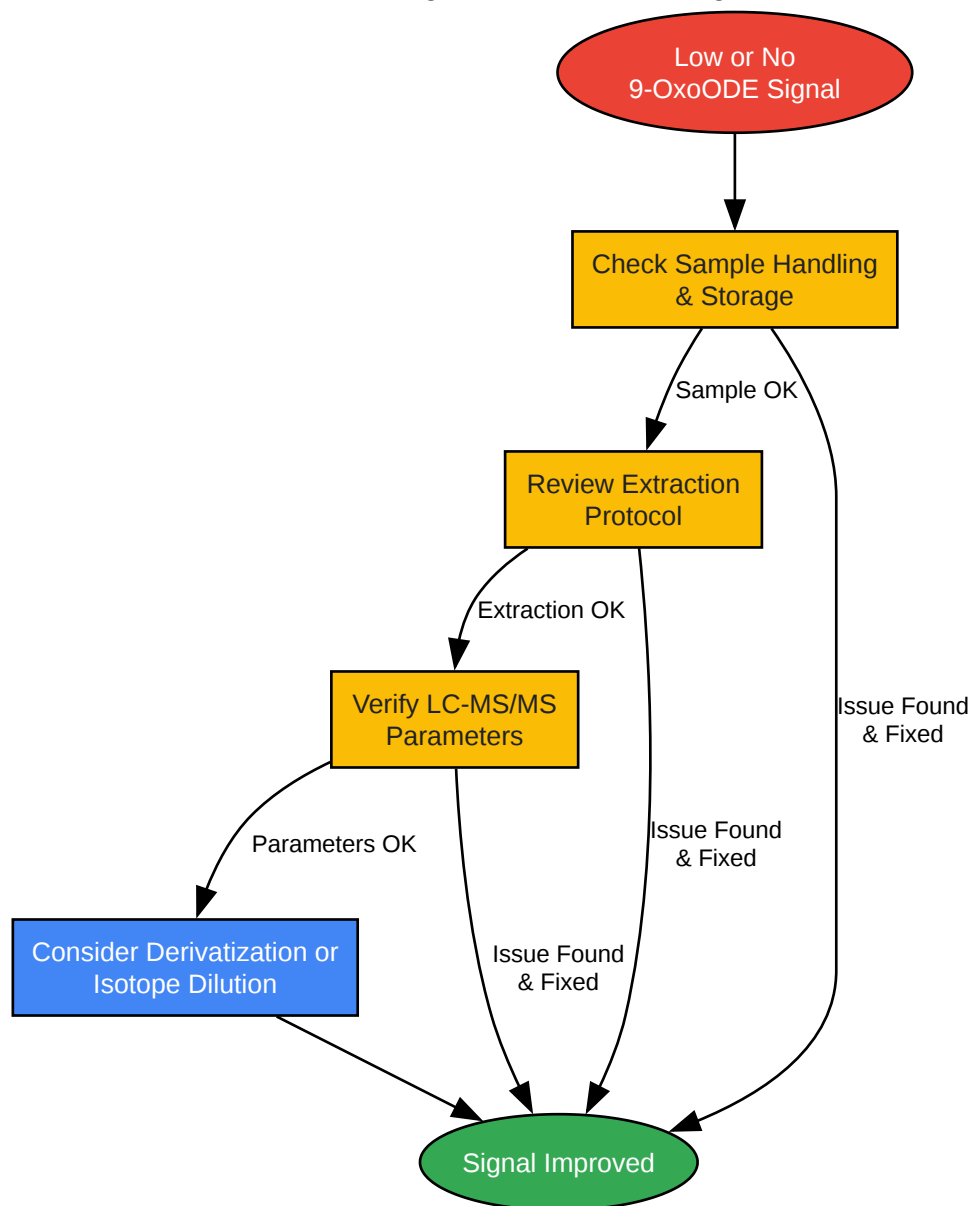 Low or No
9-OxoODE Signal
Check Sample Handling
& Storage
Sample OK
Review Extraction
Protocol
Extraction OK
Verify LC-MS/MS
Parameters
Issue Found
& Fixed
Parameters OK
Issue Found
& Fixed
Consider Derivatization or
Isotope Dilution
Issue Found
& Fixed
Signal Improved